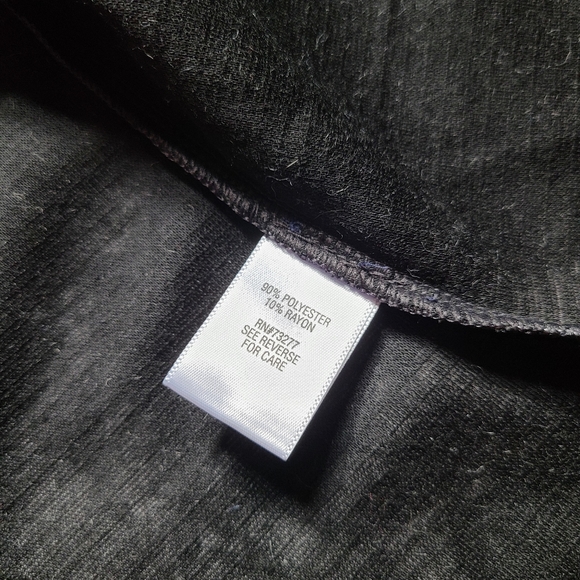 90% POLYESTER
10% RAYON
RN#73277
SEE REVERSE
FOR CARE